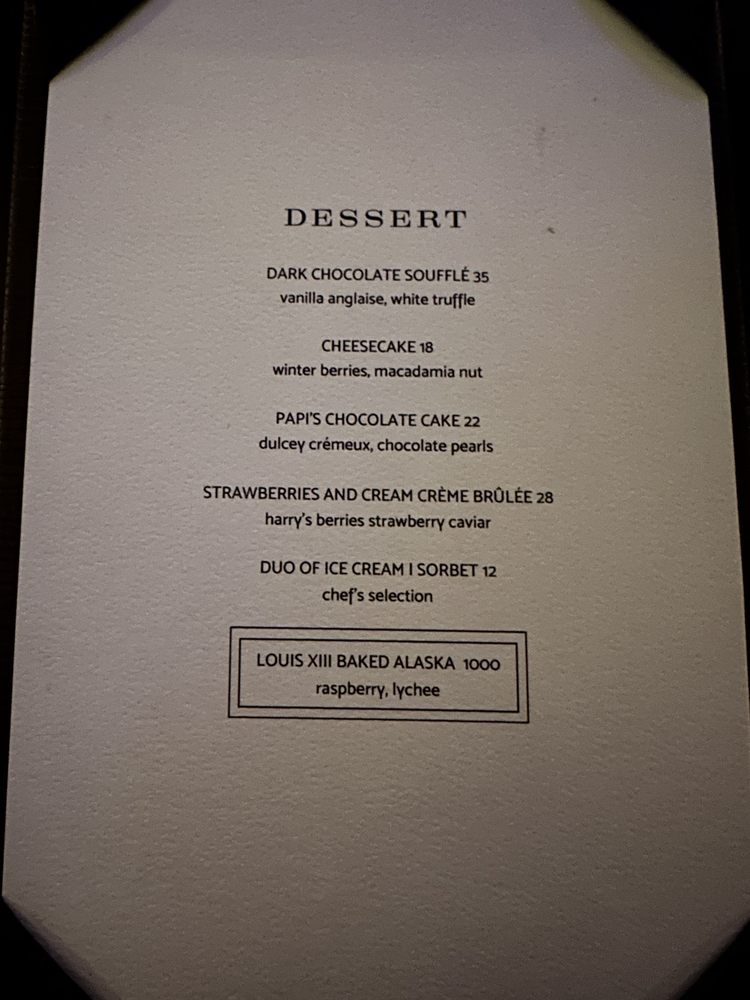 DESSERT
DARK CHOCOLATE SOUFFLÉ 35
vanilla anglaise, white truffle
CHEESECAKE 18
winter berries, macadamia nut
PAPI'S CHOCOLATE CAKE 22
dulcey crémeux, chocolate pearls
STRAWBERRIES AND CREAM CRÈME BRÛLÉE 28
harry's berries strawberry caviar
DUO OF ICE CREAM I SORBET 12
chef's selection
LOUIS XIII BAKED ALASKA 1000
raspberry, lychee